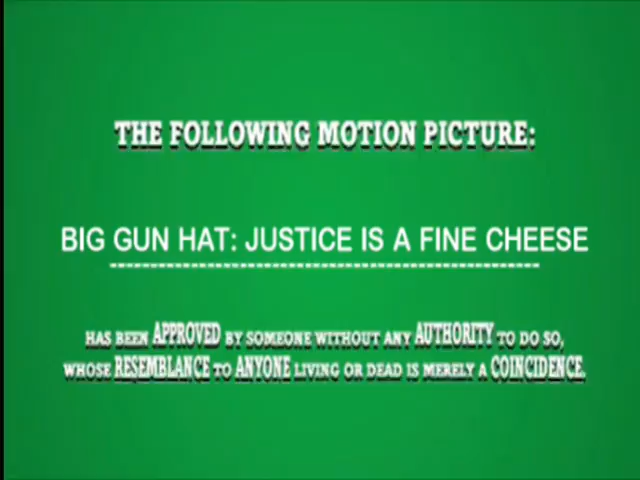 THE FOLLOWING MOTION PICTURE:
BIG GUN HAT: JUSTICE IS A FINE CHEESE
HAS BEEN APPROVED BY SOMEONE WITHOUT ANY AUTHORITY TO DO SO,
WHOSE RESEMBLANCE TO ANYONE LIVING OR DEAD IS MERELY A COINCIDENCE.